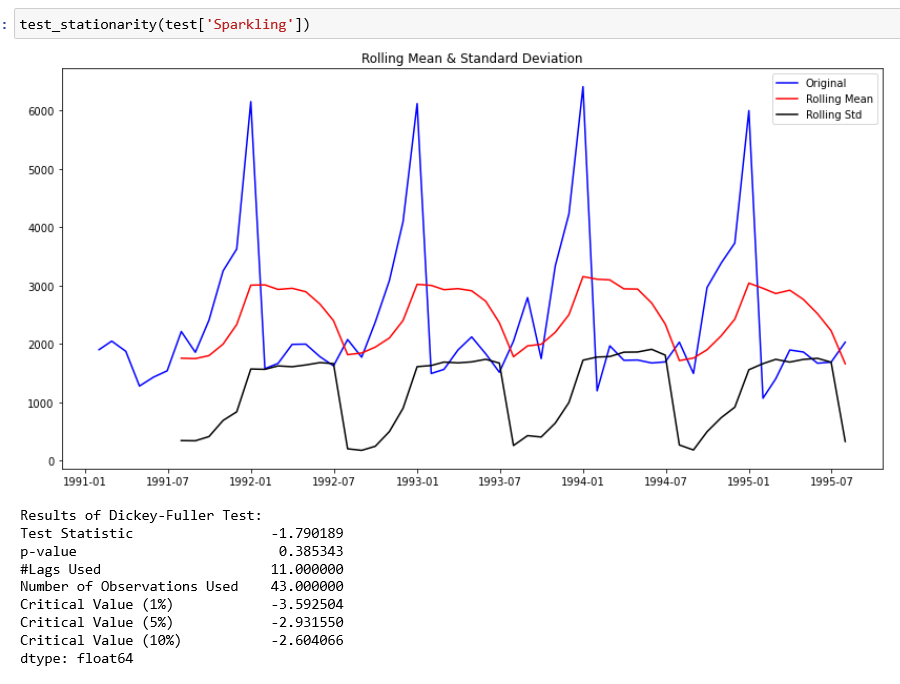 : test_stationarity(test['Sparkling'])
Rolling Mean & Standard Deviation
Original
Rolling Mean
Rolling Std
6000
5000
4000
3000
2000
1000
0
1991-01 1991-07 1992-01 1992-07 1993-01 1993-07 1994-01 1994-07 1995-01 1995-07
Results of Dickey-Fuller Test:
Test Statistic -1.790189
p-value 0.385343
#Lags Used 11.000000
Number of Observations Used 43.000000
Critical Value (1%) -3.592504
Critical Value (5%) -2.931550
Critical Value (10%) -2.604066
dtype: float64